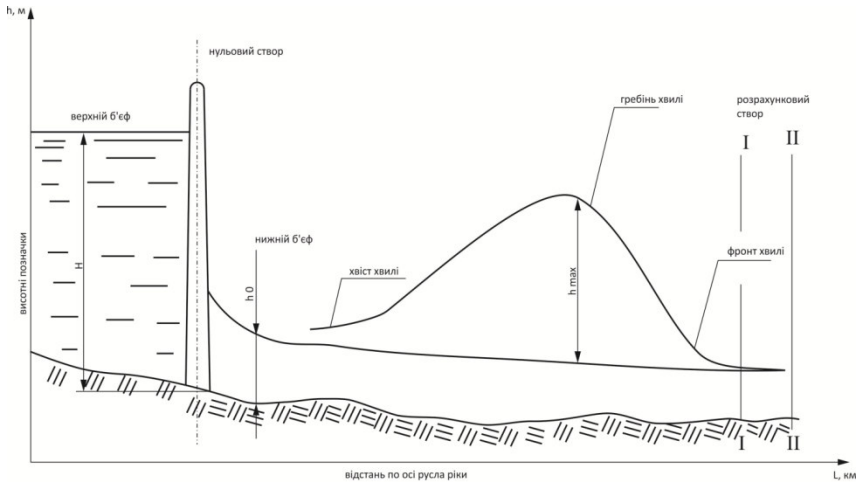 h, м
нульовий створ
гребінь хвилі
розрахунковий
створ
верхній б'єф
I
II
нижній б'єф
фронт хвилі
хвіст хвилі
висотні позначки
H
h 0
h max
I
II
відстань по осі русла ріки
L, км